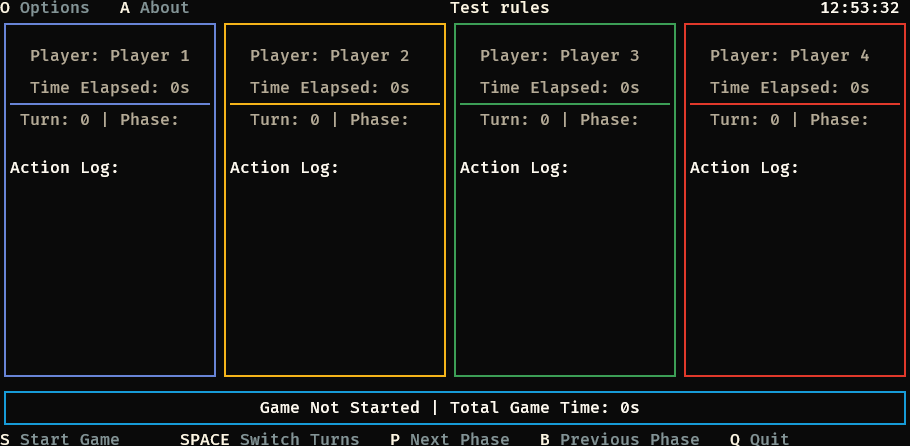 O Options   A About   Test rules   12:53:32
Player: Player 1   Player: Player 2   Player: Player 3   Player: Player 4
Time Elapsed: 0s   Time Elapsed: 0s   Time Elapsed: 0s   Time Elapsed: 0s
Turn: 0 | Phase:   Turn: 0 | Phase:   Turn: 0 | Phase:   Turn: 0 | Phase:
Action Log:   Action Log:   Action Log:   Action Log:
Game Not Started | Total Game Time: 0s
S Start Game   SPACE Switch Turns   P Next Phase   B Previous Phase   Q Quit